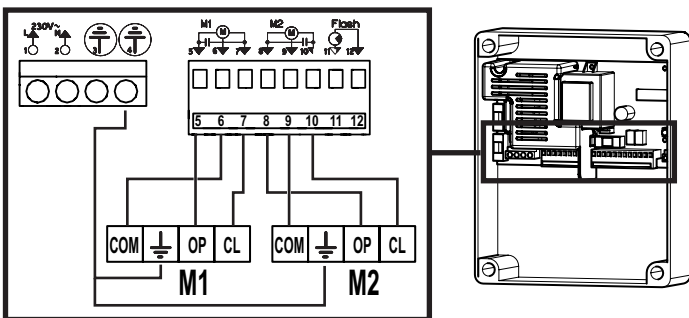 230V~ M1 M2 Flash
L N M M
1 2 3 4 5 6 7 8 9 10 11 12
5 6 7 8 9 10 11 12
COM OP CL COM OP CL
M1 M2